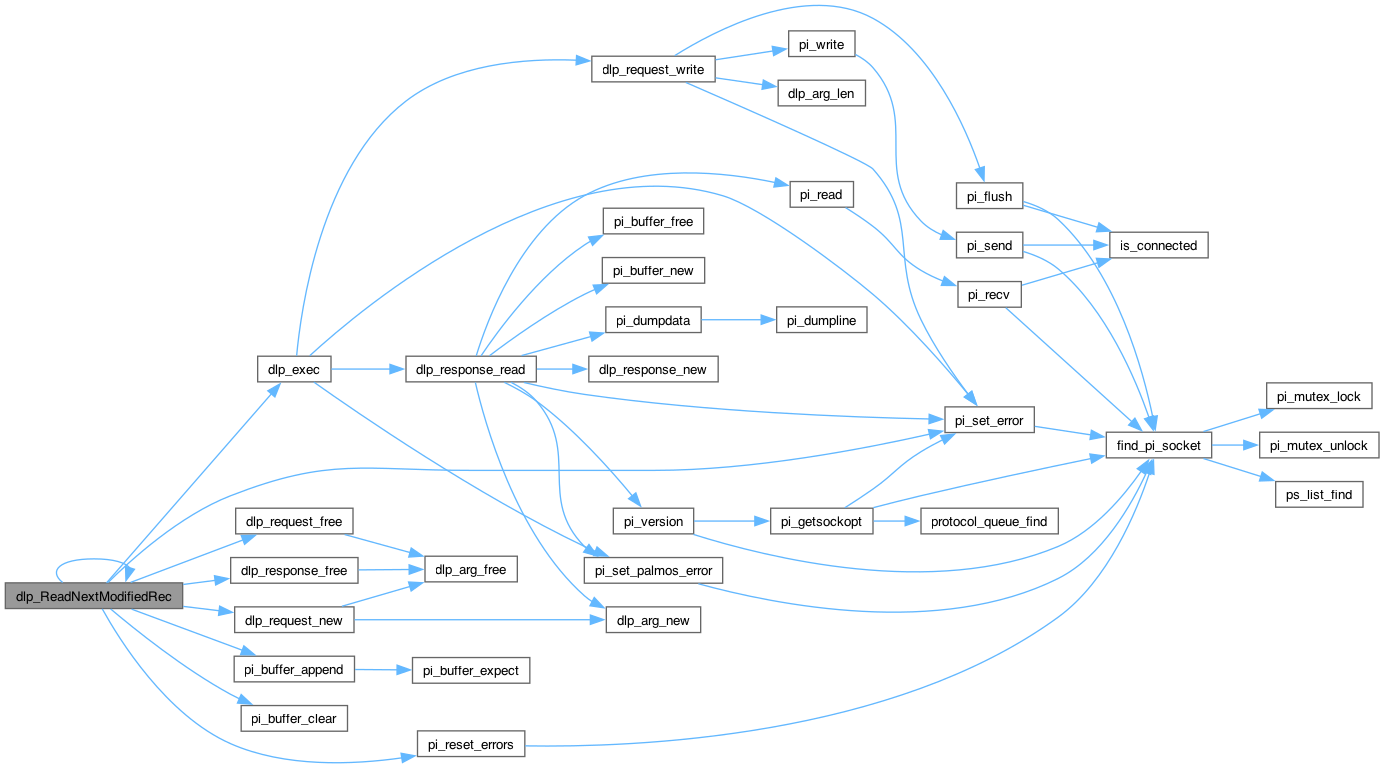 pi_write
dlp_request_write
dlp_arg_len
pi_read
pi_flush
pi_buffer_free
pi_send
is_connected
pi_buffer_new
pi_recv
pi_dumpdata
pi_dumpline
dlp_exec
dlp_response_read
dlp_response_new
pi_mutex_lock
pi_set_error
find_pi_socket
pi_mutex_unlock
ps_list_find
dlp_request_free
pi_version
pi_getsockopt
protocol_queue_find
dlp_response_free
dlp_arg_free
pi_set_palmos_error
dlp_ReadNextModifiedRec
dlp_request_new
dlp_arg_new
pi_buffer_append
pi_buffer_expect
pi_buffer_clear
pi_reset_errors